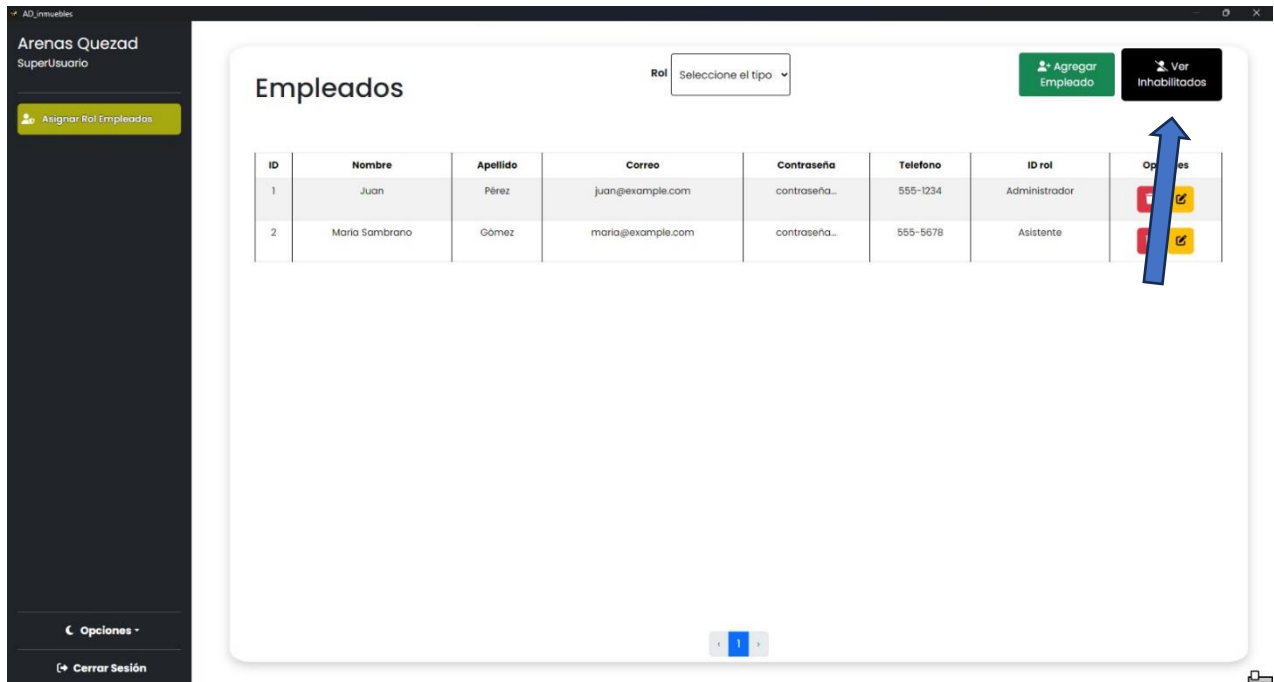 AD_inmuebles
Arenas Quezad
SuperUsuario
Asignar Rol Empleados
Empleados
Rol Seleccione el tipo
Agregar
Empleado
Ver
Inhabilitados
ID Nombre Apellido Correo Contraseña Telefono ID rol
1 Juan Pérez juan@example.com contraseña... 555-1234 Administrador
2 Maria Sambrano Gómez maria@example.com contraseña... 555-5678 Asistente
1
Opciones
Cerrar Sesión